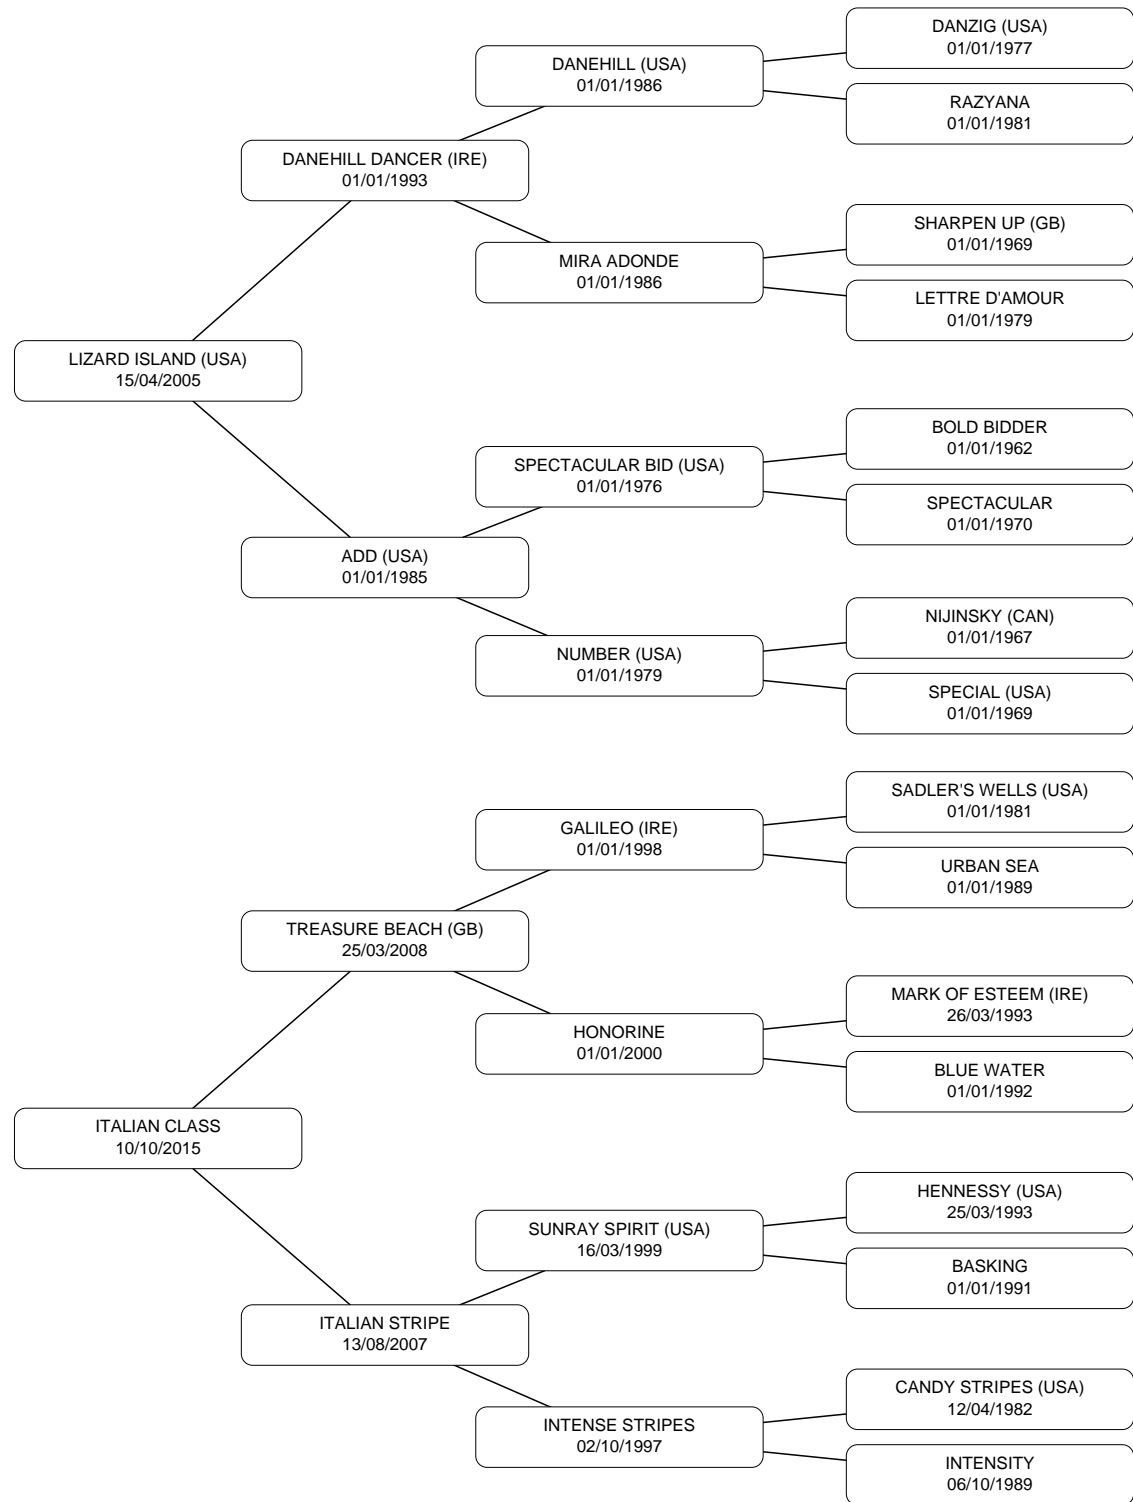 DANZIG (USA)
01/01/1977
DANEHILL (USA)
01/01/1986
RAZYANA
01/01/1981
DANEHILL DANCER (IRE)
01/01/1993
SHARPEN UP (GB)
01/01/1969
MIRA ADONDE
01/01/1986
LETTRE D'AMOUR
01/01/1979
LIZARD ISLAND (USA)
15/04/2005
BOLD BIDDER
01/01/1962
SPECTACULAR BID (USA)
01/01/1976
SPECTACULAR
01/01/1970
ADD (USA)
01/01/1985
NIJINSKY (CAN)
01/01/1967
NUMBER (USA)
01/01/1979
SPECIAL (USA)
01/01/1969
SADLER'S WELLS (USA)
01/01/1981
GALILEO (IRE)
01/01/1998
URBAN SEA
01/01/1989
TREASURE BEACH (GB)
25/03/2008
MARK OF ESTEEM (IRE)
26/03/1993
HONORINE
01/01/2000
BLUE WATER
01/01/1992
ITALIAN CLASS
10/10/2015
HENNESSY (USA)
25/03/1993
SUNRAY SPIRIT (USA)
16/03/1999
BASKING
01/01/1991
ITALIAN STRIPE
13/08/2007
CANDY STRIPES (USA)
12/04/1982
INTENSE STRIPES
02/10/1997
INTENSITY
06/10/1989